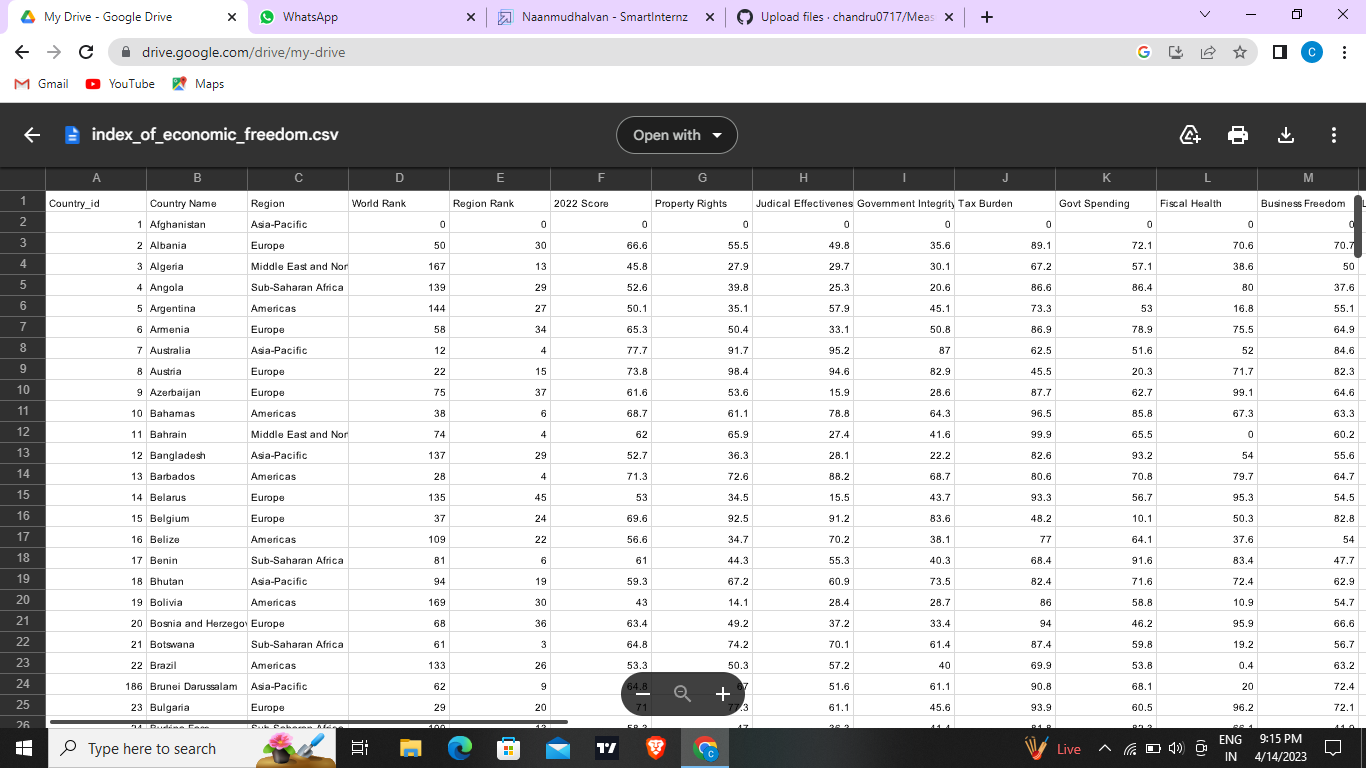 My Drive - Google Drive WhatsApp Naanmudhalvan - SmartInternz Upload files · chandru0717/Meas
drive.google.com/drive/my-drive G C
Gmail YouTube Maps
index_of_economic_freedom.csv Open with
A B C D E F G H I J K L M
1 Country_id Country Name Region World Rank Region Rank 2022 Score Property Rights Judical Effectiveness Government Integrity Tax Burden Govt Spending Fiscal Health Business Freedom L
2 1 Afghanistan Asia-Pacific 0 0 0 0 0 0 0 0 0 0
3 2 Albania Europe 50 30 66.6 55.5 49.8 35.6 89.1 72.1 70.6 70.7
4 3 Algeria Middle East and Nor 167 13 45.8 27.9 29.7 30.1 67.2 57.1 38.6 50
5 4 Angola Sub-Saharan Africa 139 29 52.6 39.8 25.3 20.6 86.6 86.4 80 37.6
6 5 Argentina Americas 144 27 50.1 35.1 57.9 45.1 73.3 53 16.8 55.1
7 6 Armenia Europe 58 34 65.3 50.4 33.1 50.8 86.9 78.9 75.5 64.9
8 7 Australia Asia-Pacific 12 4 77.7 91.7 95.2 87 62.5 51.6 52 84.6
9 8 Austria Europe 22 15 73.8 98.4 94.6 82.9 45.5 20.3 71.7 82.3
10 9 Azerbaijan Europe 75 37 61.6 53.6 15.9 28.6 87.7 62.7 99.1 64.6
11 10 Bahamas Americas 38 6 68.7 61.1 78.8 64.3 96.5 85.8 67.3 63.3
12 11 Bahrain Middle East and Nor 74 4 62 65.9 27.4 41.6 99.9 65.5 0 60.2
13 12 Bangladesh Asia-Pacific 137 29 52.7 36.3 28.1 22.2 82.6 93.2 54 55.6
14 13 Barbados Americas 28 4 71.3 72.6 88.2 68.7 80.6 70.8 79.7 64.7
15 14 Belarus Europe 135 45 53 34.5 15.5 43.7 93.3 56.7 95.3 54.5
16 15 Belgium Europe 37 24 69.6 92.5 91.2 83.6 48.2 10.1 50.3 82.8
17 16 Belize Americas 109 22 56.6 34.7 70.2 38.1 77 64.1 37.6 54
18 17 Benin Sub-Saharan Africa 81 6 61 44.3 55.3 40.3 68.4 91.6 83.4 47.7
19 18 Bhutan Asia-Pacific 94 19 59.3 67.2 60.9 73.5 82.4 71.6 72.4 62.9
20 19 Bolivia Americas 169 30 43 14.1 28.4 28.7 86 58.8 10.9 54.7
21 20 Bosnia and Herzegov Europe 68 36 63.4 49.2 37.2 33.4 94 46.2 95.9 66.6
22 21 Botswana Sub-Saharan Africa 61 3 64.8 74.2 70.1 61.4 87.4 59.8 19.2 56.7
23 22 Brazil Americas 133 26 53.3 50.3 57.2 40 69.9 53.8 0.4 63.2
24 186 Brunei Darussalam Asia-Pacific 62 9 64.8 67 51.6 61.1 90.8 68.1 20 72.4
25 23 Bulgaria Europe 29 20 71 77.3 61.1 45.6 93.9 60.5 96.2 72.1
26 24 Burkina Faso Sub-Saharan Africa
Type here to search Live ENG 9:15 PM
IN 4/14/2023